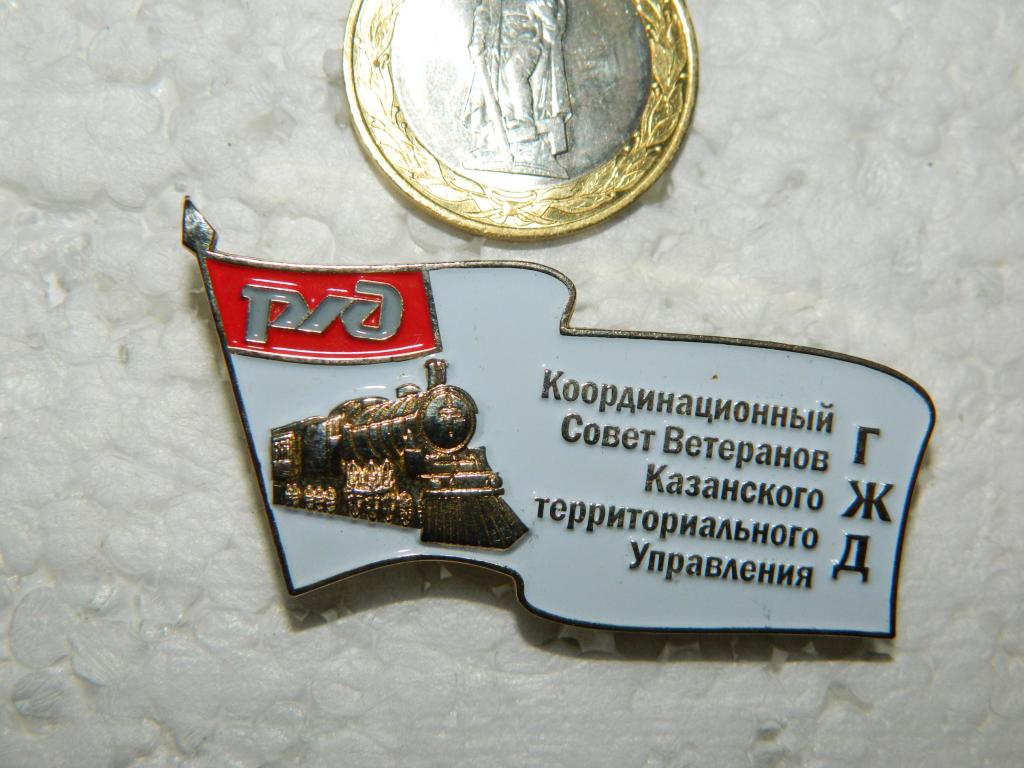 РЖД
Координационный
Совет Ветеранов
Казанского
территориального
Управления
Г
Ж
Д